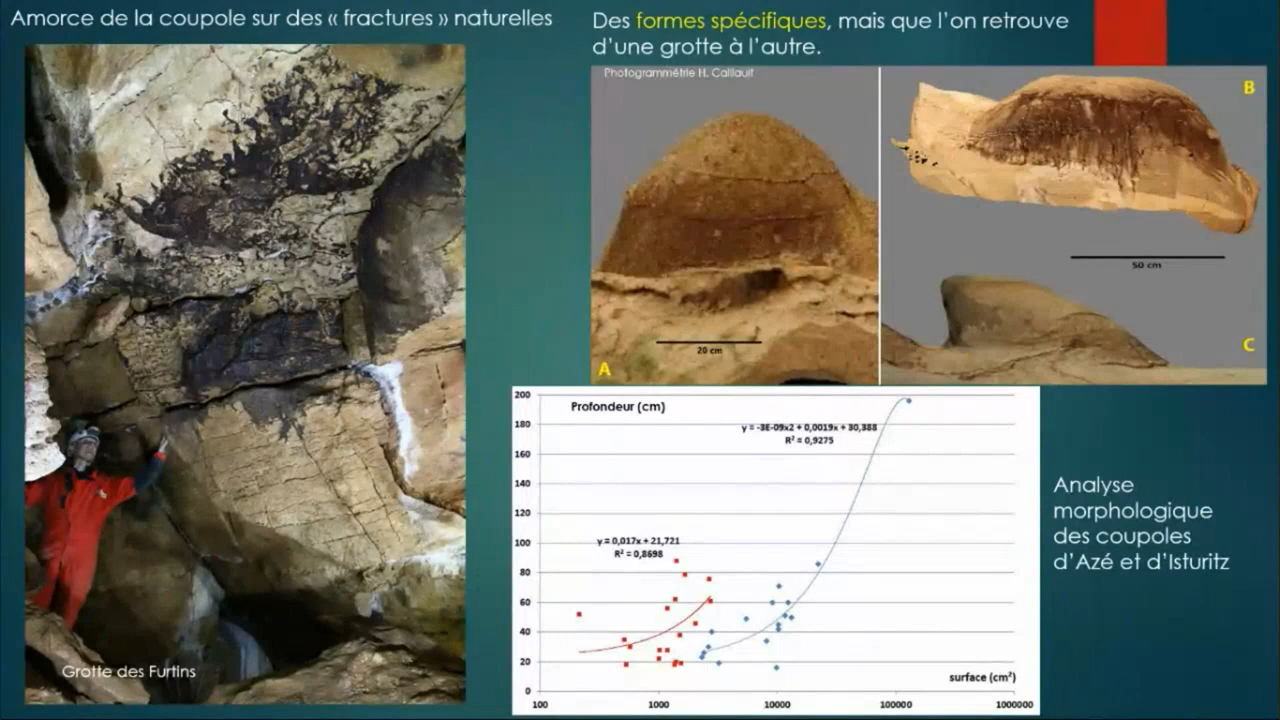 Amorce de la coupole sur des « fractures » naturelles
Grotte des Furtins
Des formes spécifiques, mais que l’on retrouve
d’une grotte à l’autre.
Photogrammétrie H. Caillault
A
20 cm
B
50 cm
C
Profondeur (cm)
y = -3E-09x2 + 0,0019x + 30,388
R² = 0,9275
y = 0,017x + 21,721
R² = 0,8698
200
180
160
140
120
100
80
60
40
20
0
surface (cm²)
100
1000
10000
100000
1000000
Analyse
morphologique
des coupoles
d’Azé et d’Isturitz